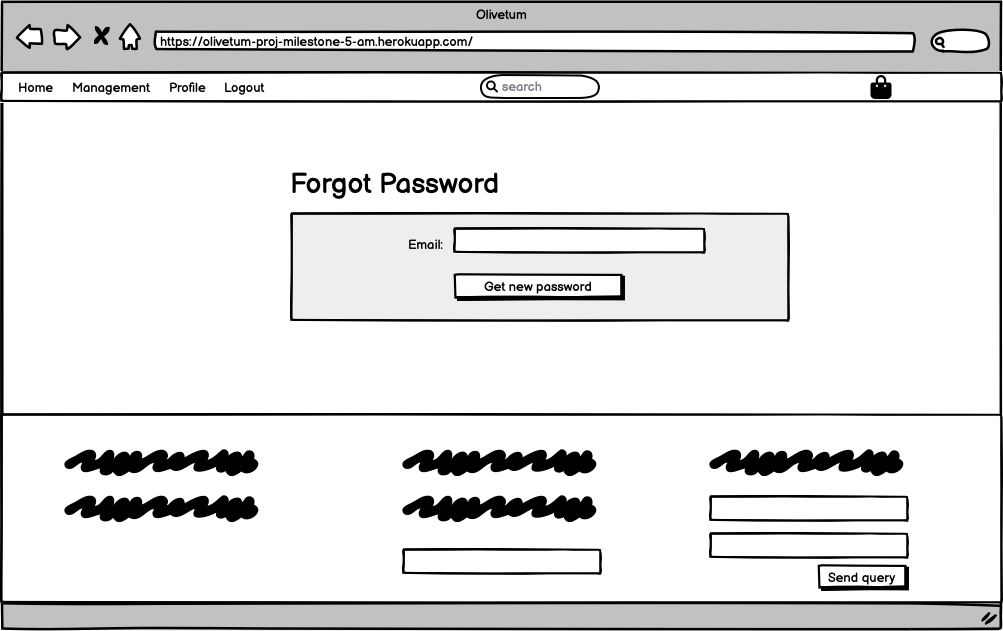 Olivetum
https://olivetum-proj-milestone-5-am.herokuapp.com/
Home Management Profile Logout search
Forgot Password
Email:
Get new password
Send query